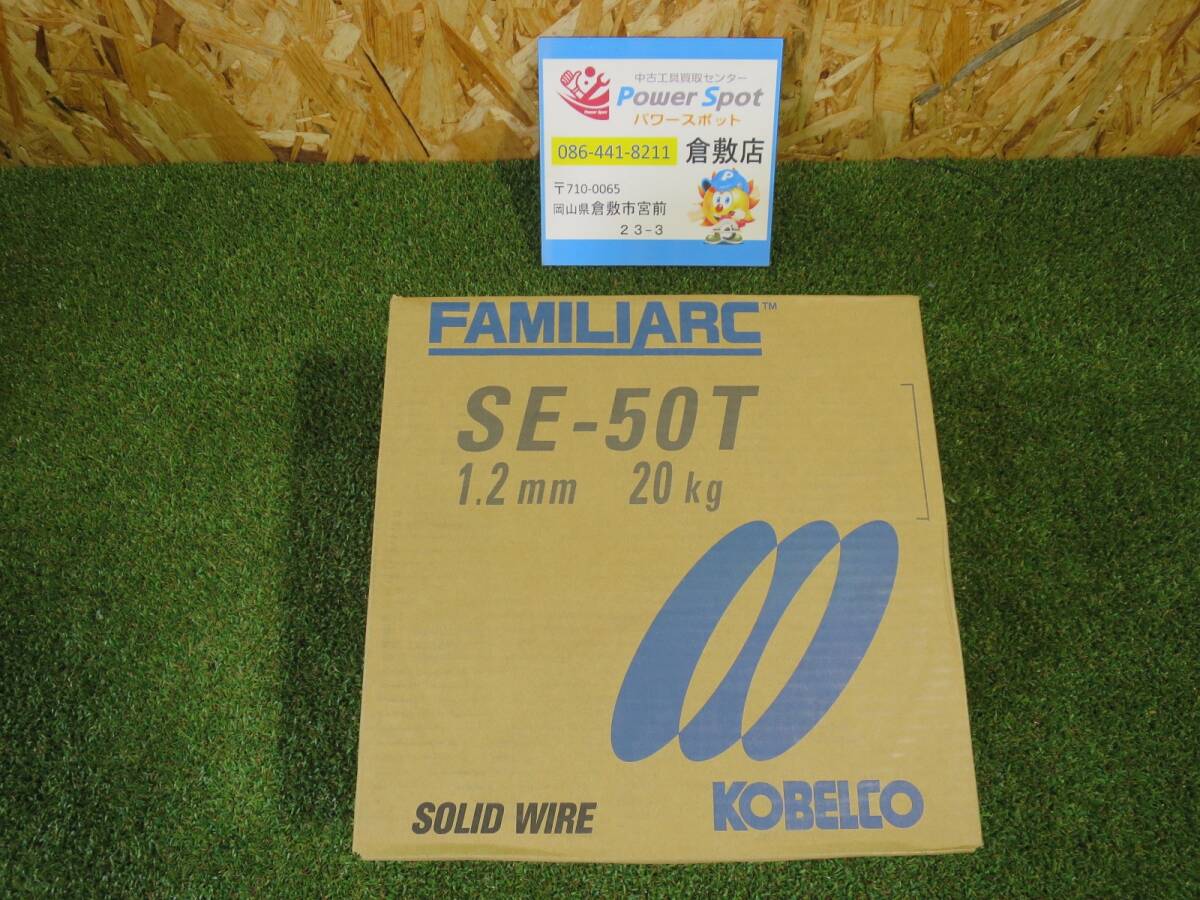 中古工具買取センター
Power Spot
Power Spot
パワースポット
086-441-8211 倉敷店
〒710-0065
岡山県倉敷市宮前
23-3
P
FAMILIARC™
SE-50T
1.2mm 20kg
SOLID WIRE
KOBELCO